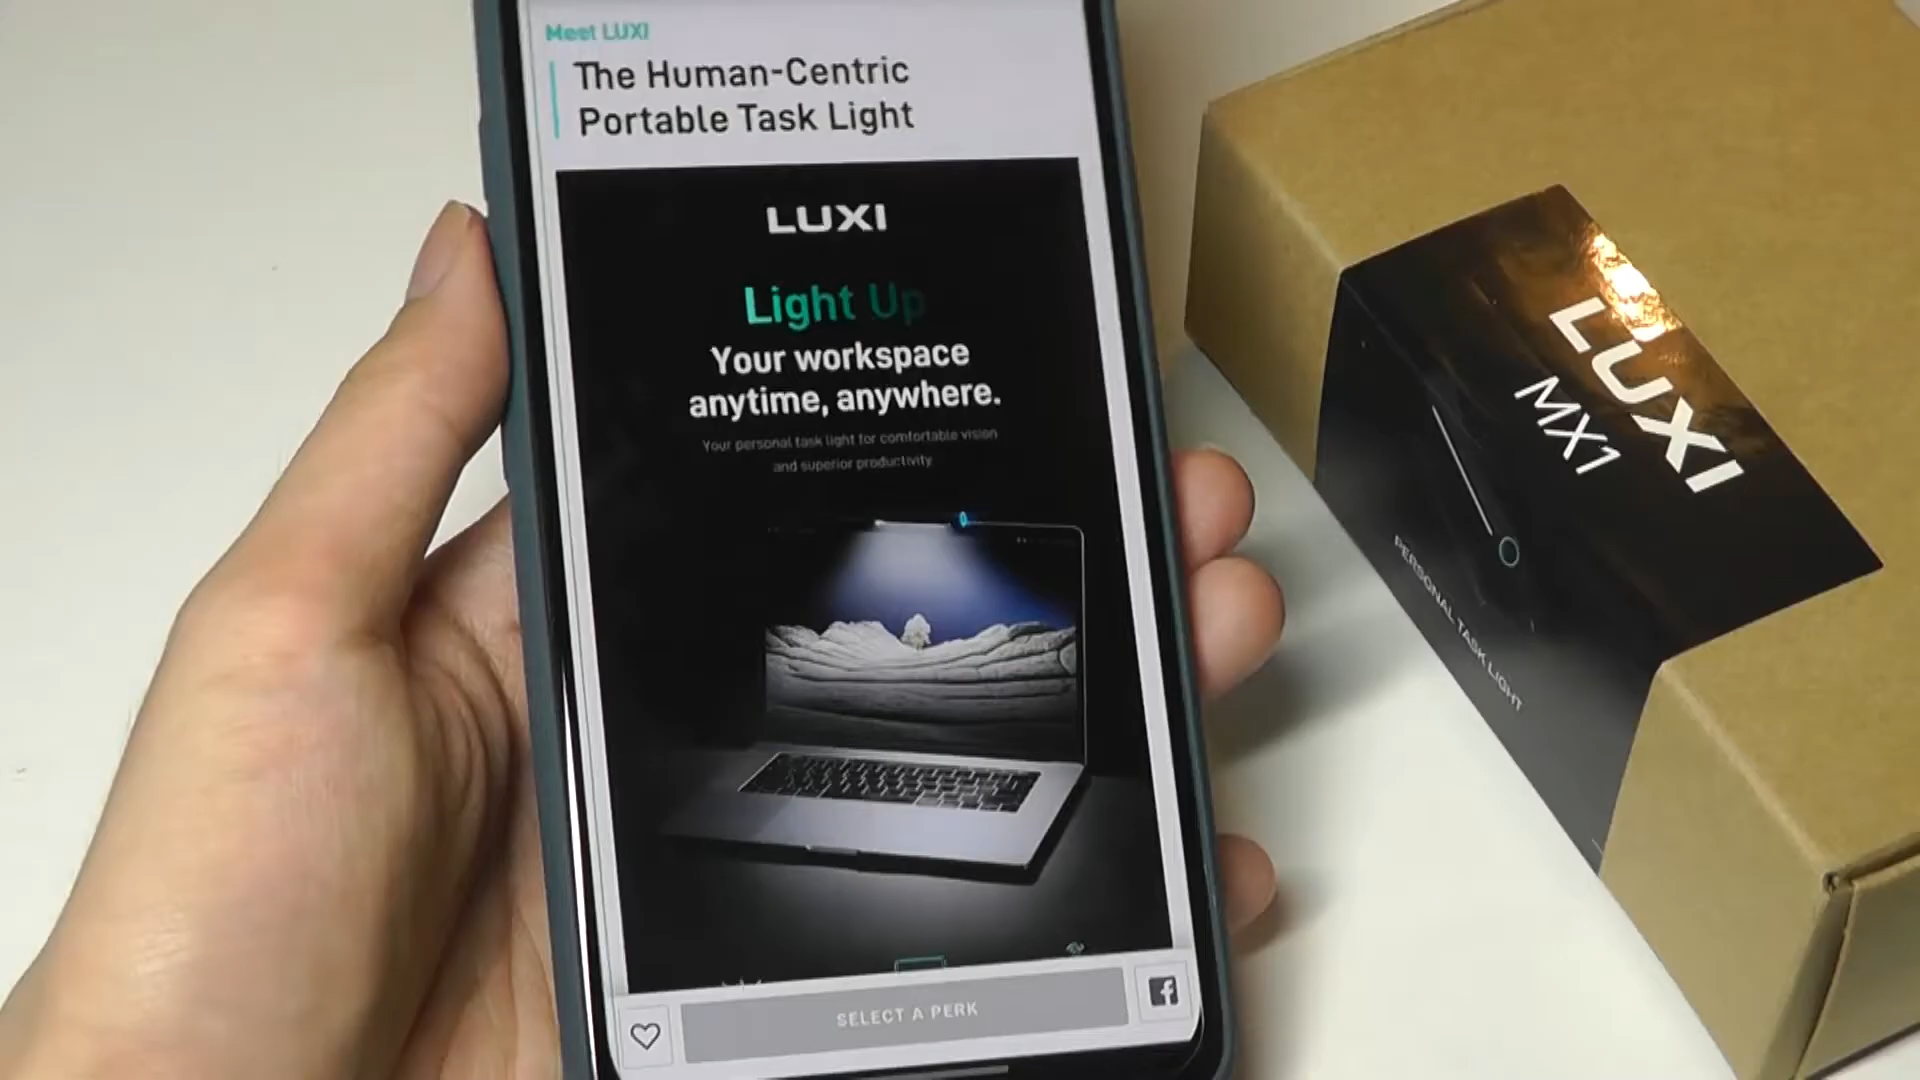 Meet LUXI
The Human-Centric
Portable Task Light
LUXI
Light Up
Your workspace
anytime, anywhere.
Your personal task light for comfortable vision
and superior productivity
SELECT A PERK
LUXI
MX1
PERSONAL TASK LIGHT